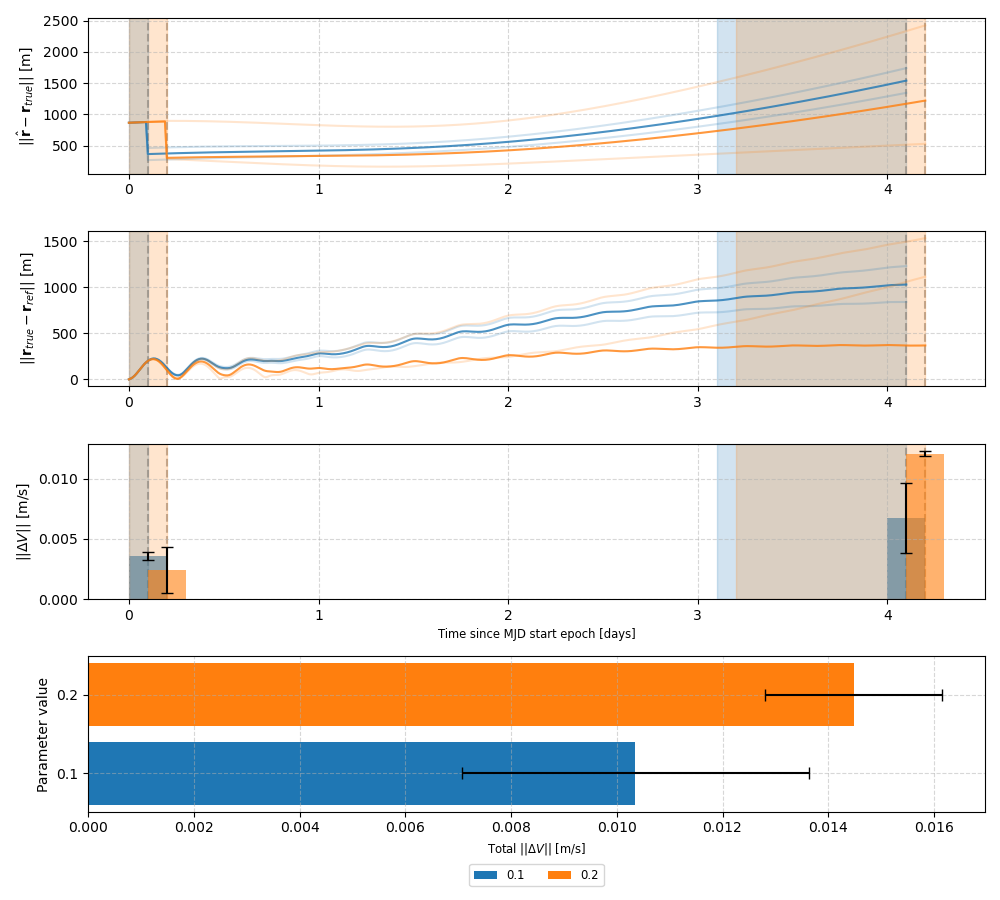 ||r̂ − r_true|| [m]
2500
2000
1500
1000
500
0 1 2 3 4
||r_true − r_ref|| [m]
1500
1000
500
0
0 1 2 3 4
||ΔV|| [m/s]
0.010
0.005
0.000
0 1 2 3 4
Time since MJD start epoch [days]
Parameter value
0.2
0.1
0.000 0.002 0.004 0.006 0.008 0.010 0.012 0.014 0.016
Total ||ΔV|| [m/s]
0.1 0.2